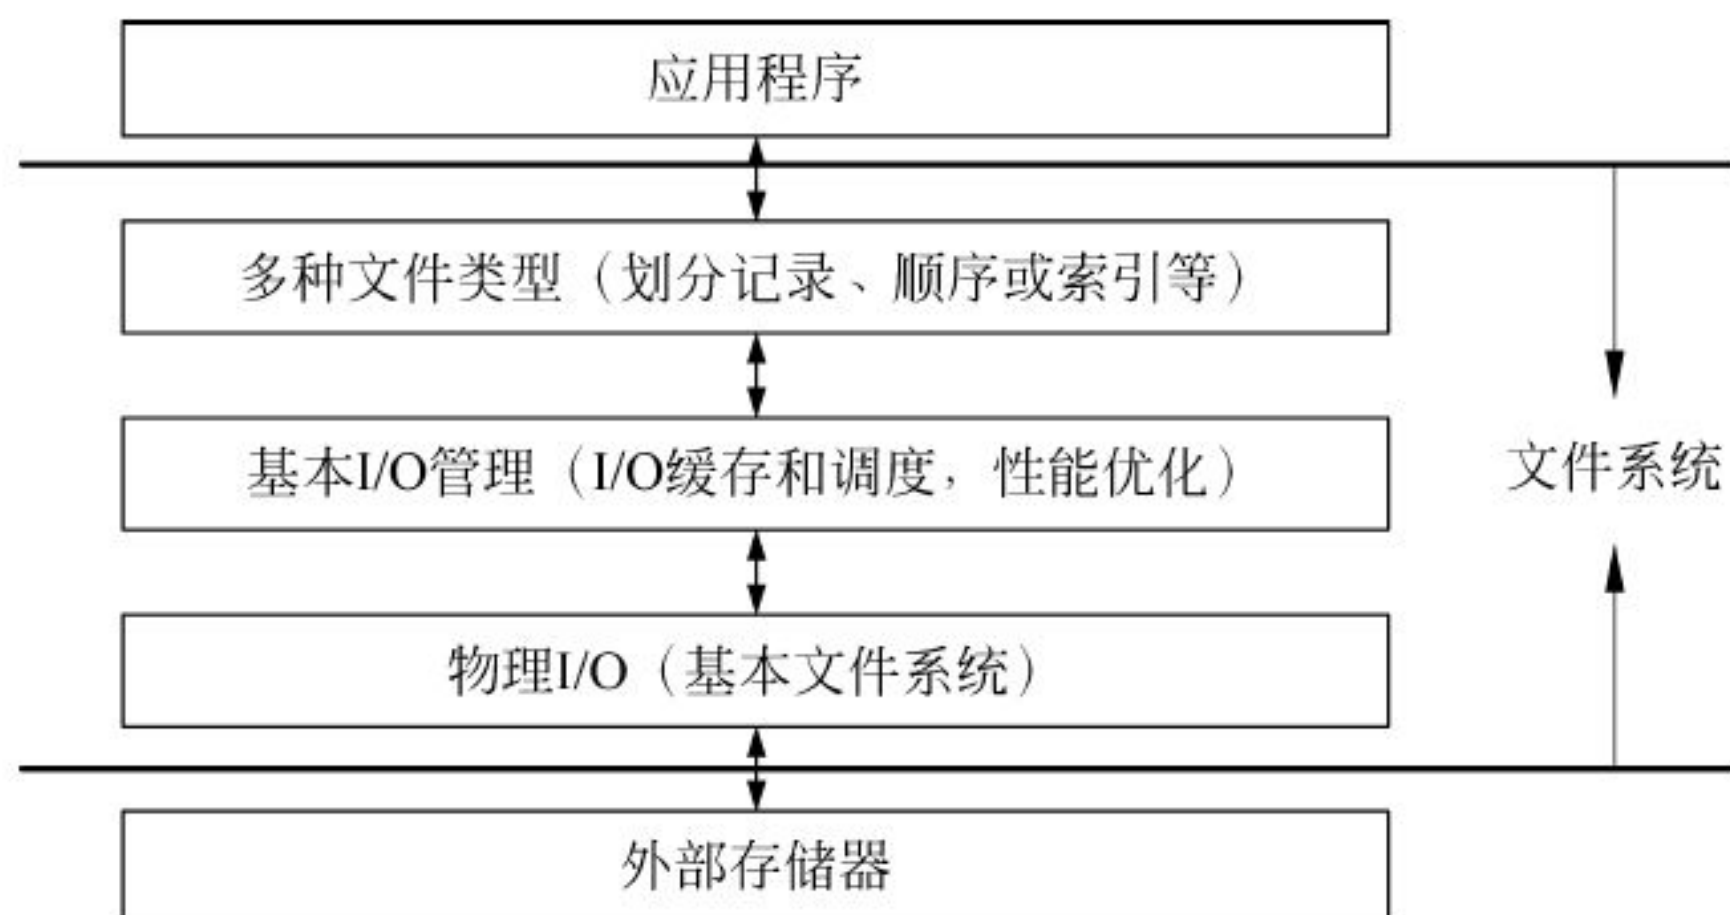 应用程序
多种文件类型（划分记录、顺序或索引等）
基本I/O管理（I/O缓存和调度，性能优化）
文件系统
物理I/O（基本文件系统）
外部存储器